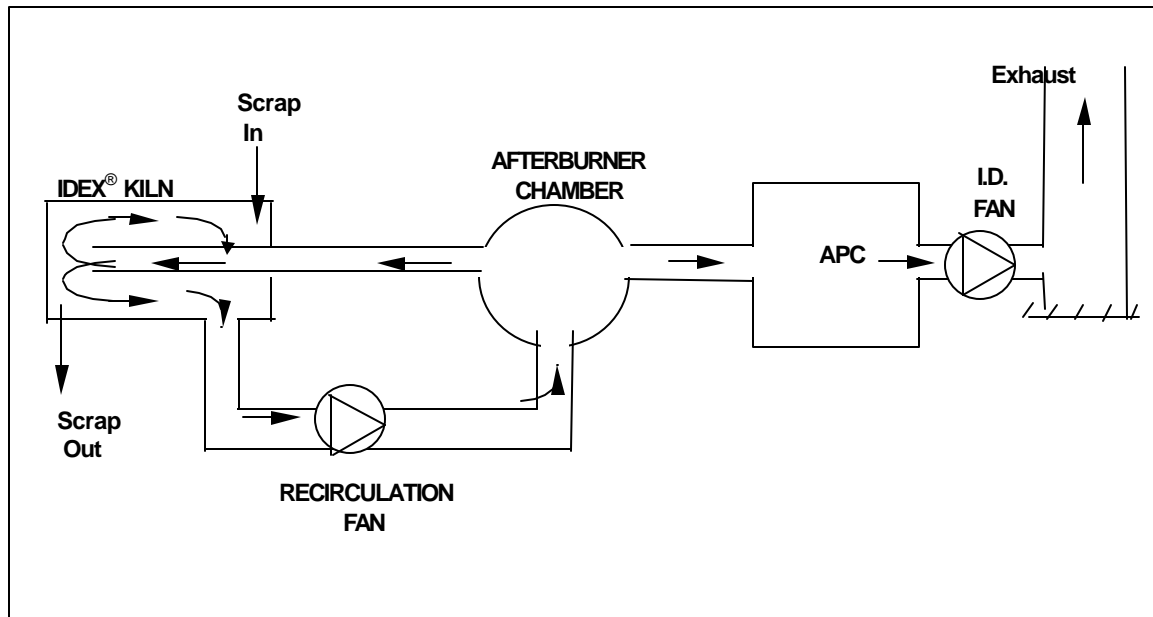 Exhaust
Scrap
In
IDEX® KILN
AFTERBURNER
CHAMBER
I.D.
FAN
APC
Scrap
Out
RECIRCULATION
FAN